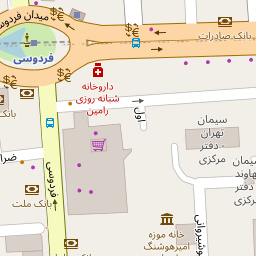 میدان فردوسی
بانک صادرات
فردوسی
داروخانه
شبانه روزی
رامین
اول
سیمان
تهران
- دفتر
مرکزی
سیمان
دفتر
مرکزی
فردوسی
بانک ملت
خانه موزه
امیرهوشنگ